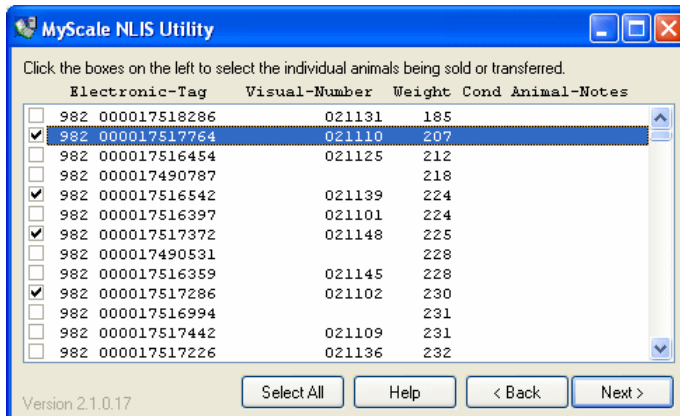 MyScale NLIS Utility
Click the boxes on the left to select the individual animals being sold or transferred.
Electronic-Tag Visual-Number Weight Cond Animal-Notes
982 000017518286 021131 185
982 000017517764 021110 207
982 000017516454 021125 212
982 000017490787 218
982 000017516542 021139 224
982 000017516397 021101 224
982 000017517372 021148 225
982 000017490531 228
982 000017516359 021145 228
982 000017517286 021102 230
982 000017516994 231
982 000017517442 021109 231
982 000017517226 021136 232
Version 2.1.0.17 Select All Help < Back Next >